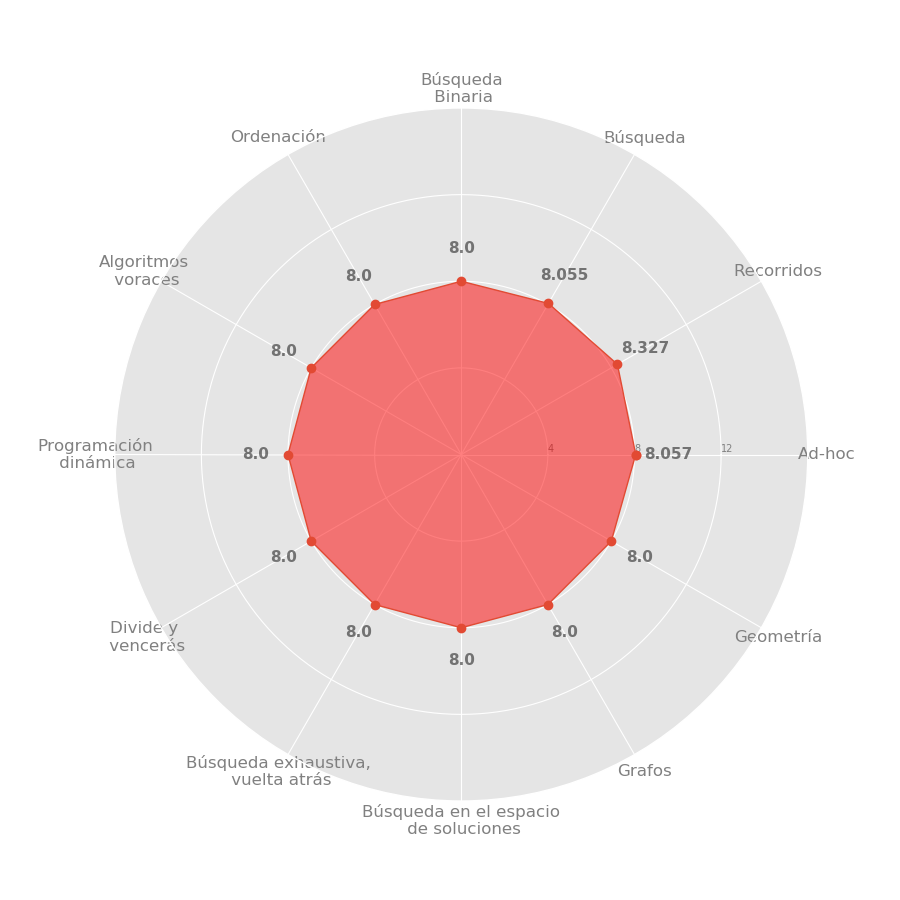 Búsqueda
Binaria
Ordenación
Búsqueda
Algoritmos
voraces
Recorridos
8.0
8.0
8.055
8.0
8.327
Programación
dinámica
8.0
4
8
12
8.057
Ad-hoc
8.0
8.0
Divide y
vencerás
8.0
8.0
8.0
Geometría
Búsqueda exhaustiva,
vuelta atrás
Grafos
Búsqueda en el espacio
de soluciones